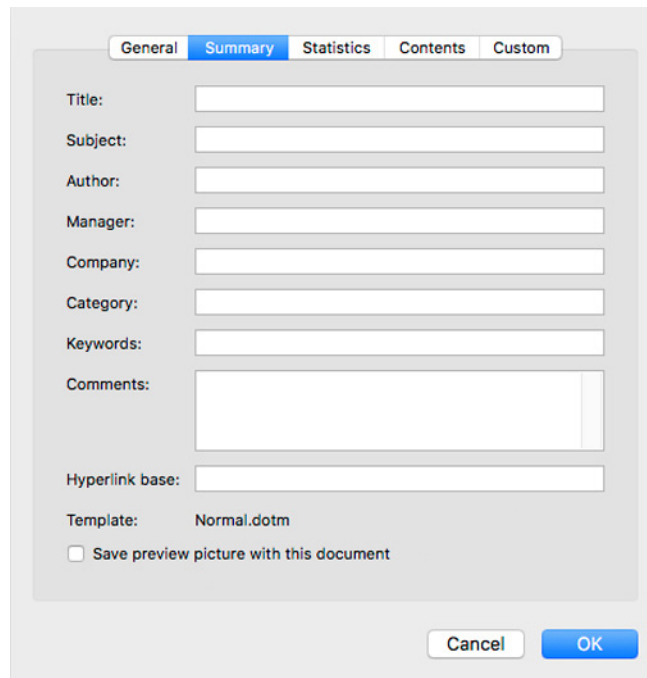 General Summary Statistics Contents Custom
Title:
Subject:
Author:
Manager:
Company:
Category:
Keywords:
Comments:
Hyperlink base:
Template: Normal.dotm
Save preview picture with this document
Cancel OK